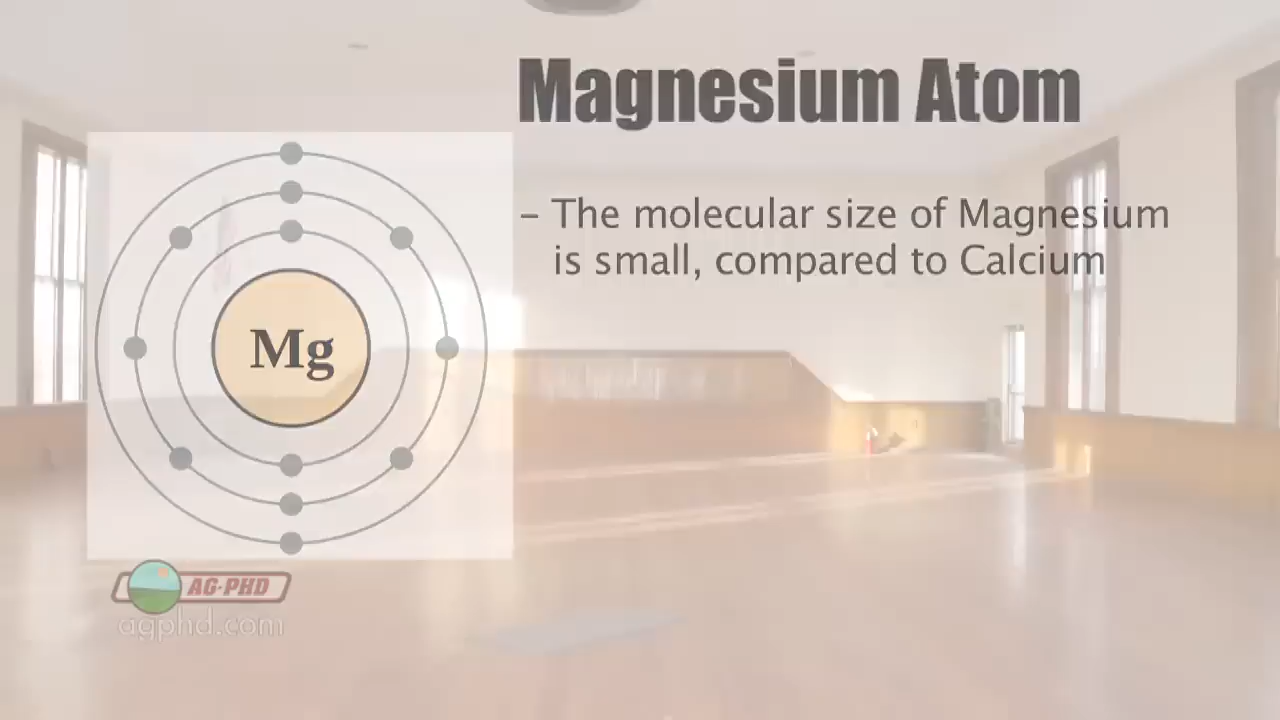 Magnesium Atom
– The molecular size of Magnesium
is small, compared to Calcium
Mg
AG·PHD
agphd.com